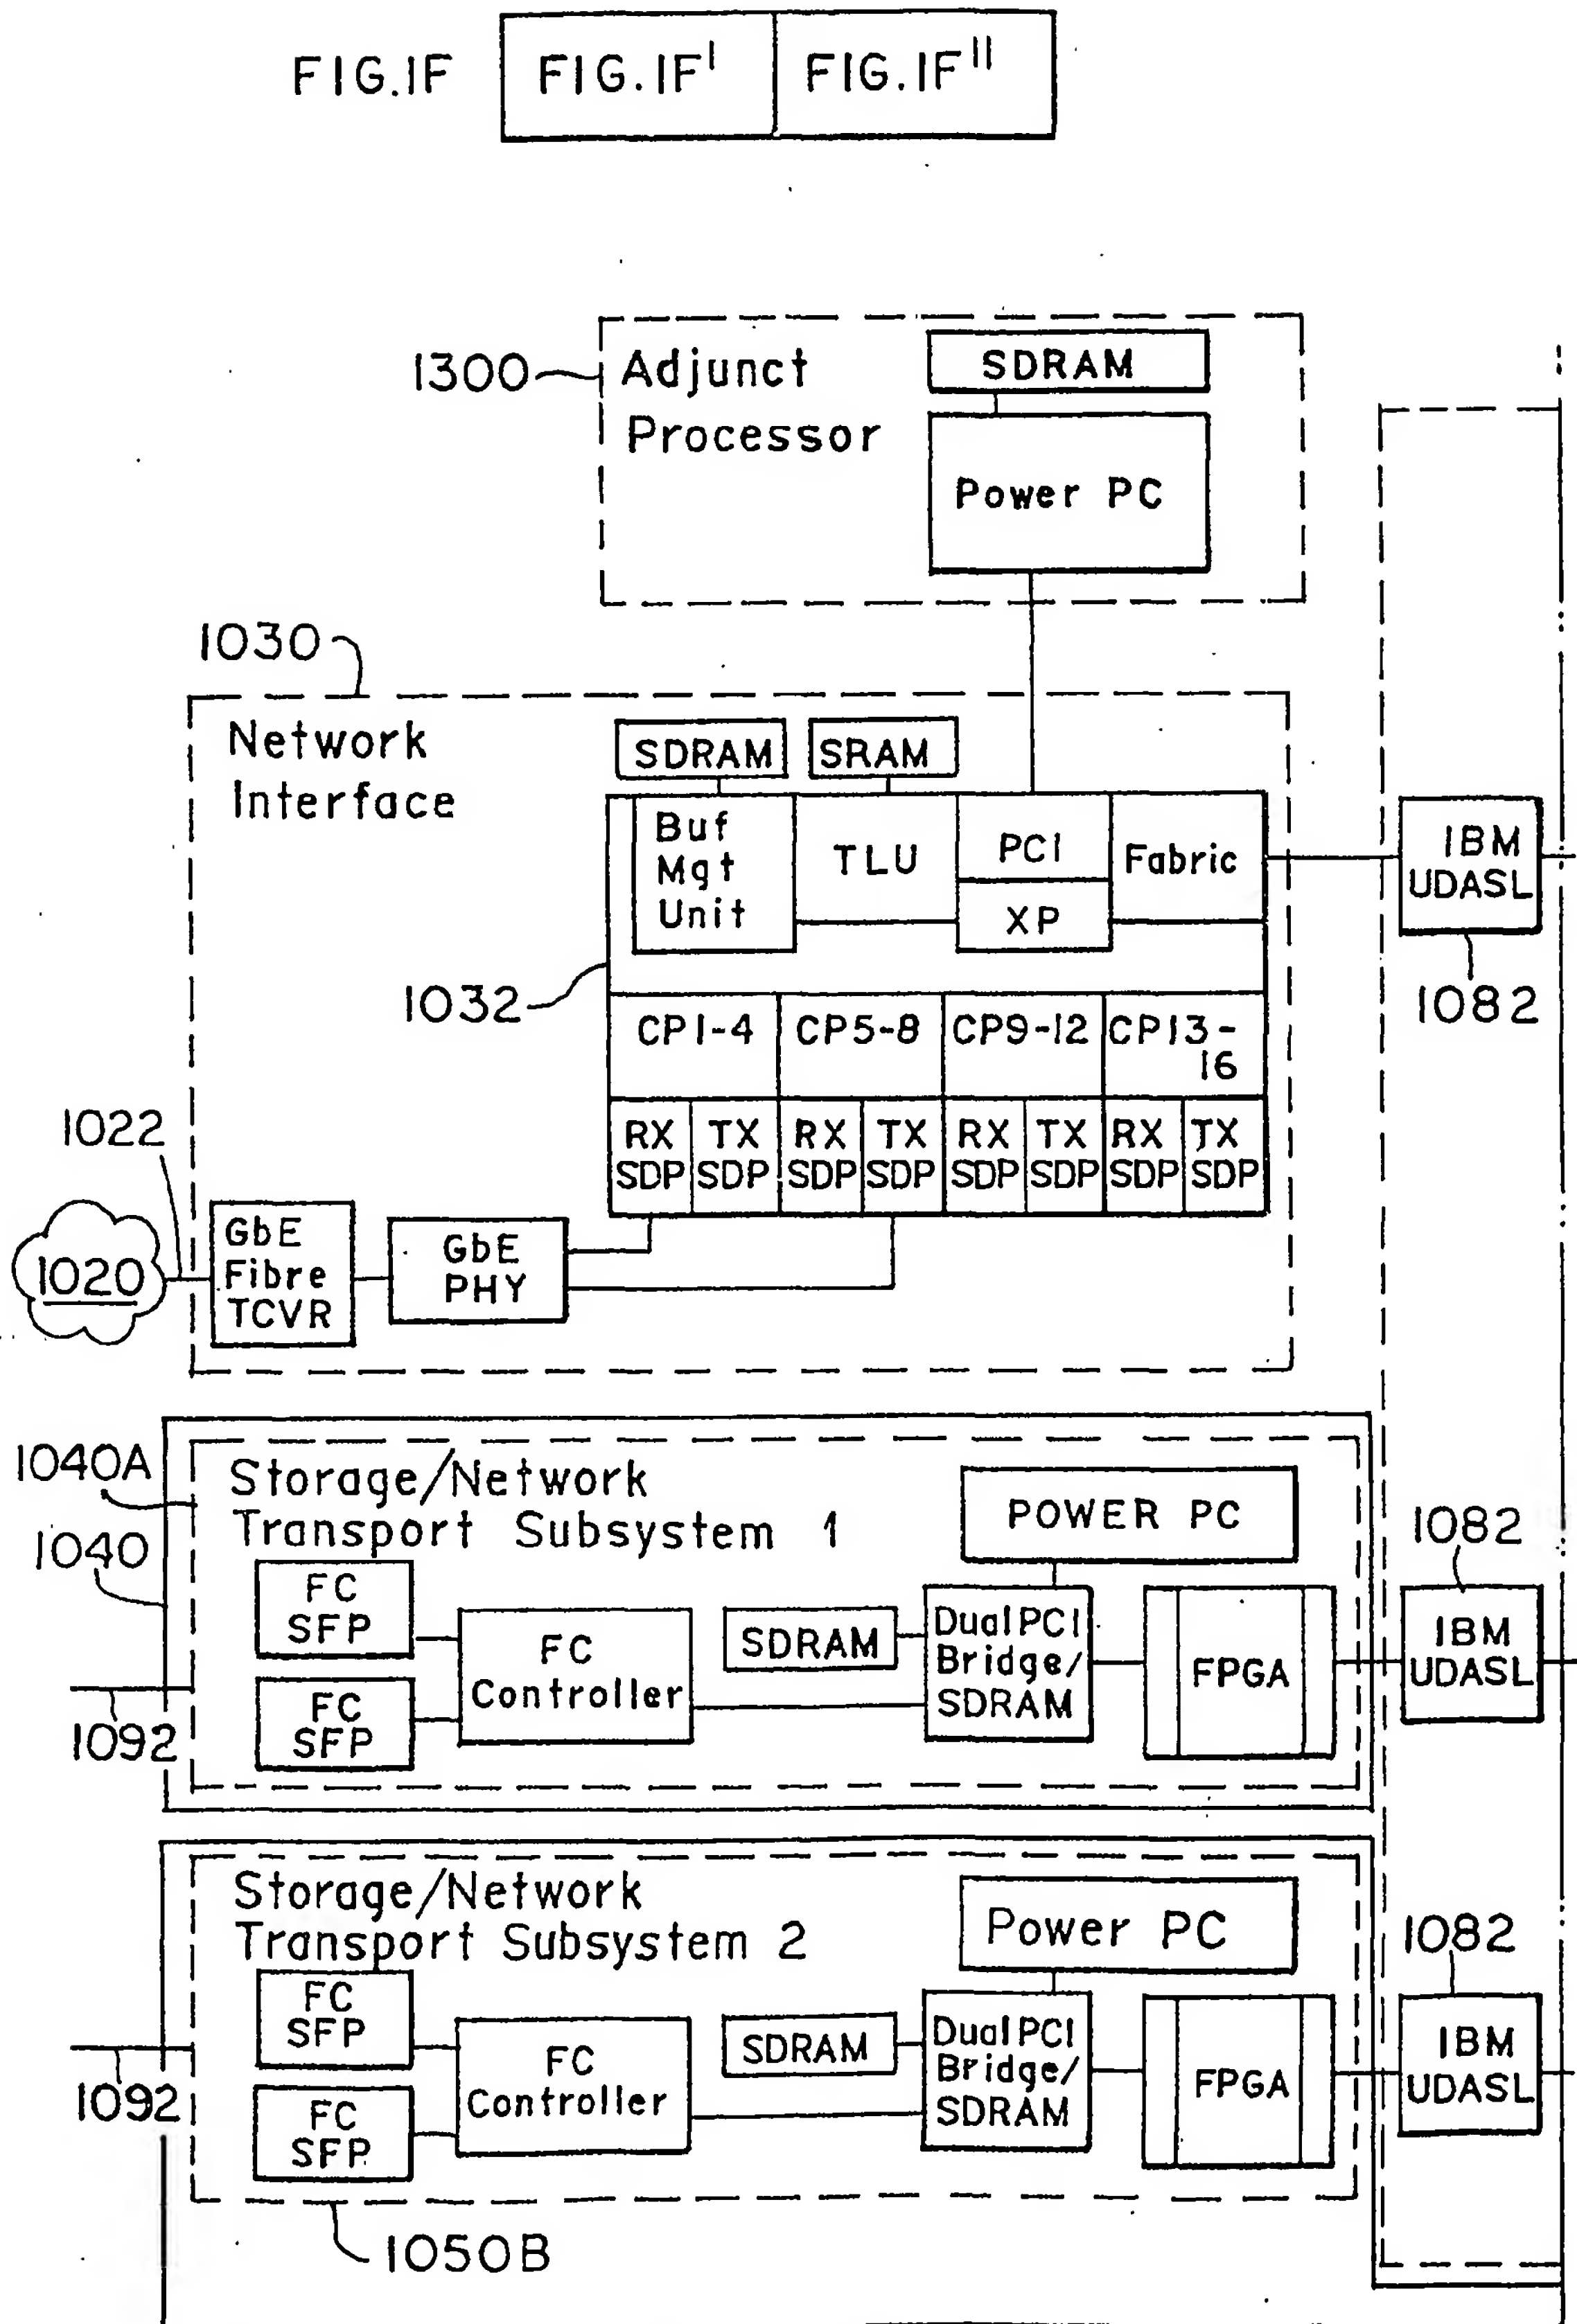 FIG.1F
FIG.1F'
FIG.1F"
1300
Adjunct
Processor
SDRAM
Power PC
1030
Network
Interface
SDRAM
SRAM
Buf
Mgt
Unit
TLU
PCI
XP
Fabric
IBM
UDASL
1082
1032
CP1-4
CP5-8
CP9-12
CP13-
16
RX
SDP
TX
SDP
RX
SDP
TX
SDP
RX
SDP
TX
SDP
RX
SDP
TX
SDP
1022
1020
GbE
Fibre
TCVR
GbE
PHY
1040A
1040
Storage/Network
Transport Subsystem 1
POWER PC
1082
FC
SFP
FC
SFP
FC
Controller
SDRAM
Dual PCI
Bridge/
SDRAM
FPGA
IBM
UDASL
1092
Storage/Network
Transport Subsystem 2
Power PC
1082
FC
SFP
FC
SFP
FC
Controller
SDRAM
Dual PCI
Bridge/
SDRAM
FPGA
IBM
UDASL
1092
1050B